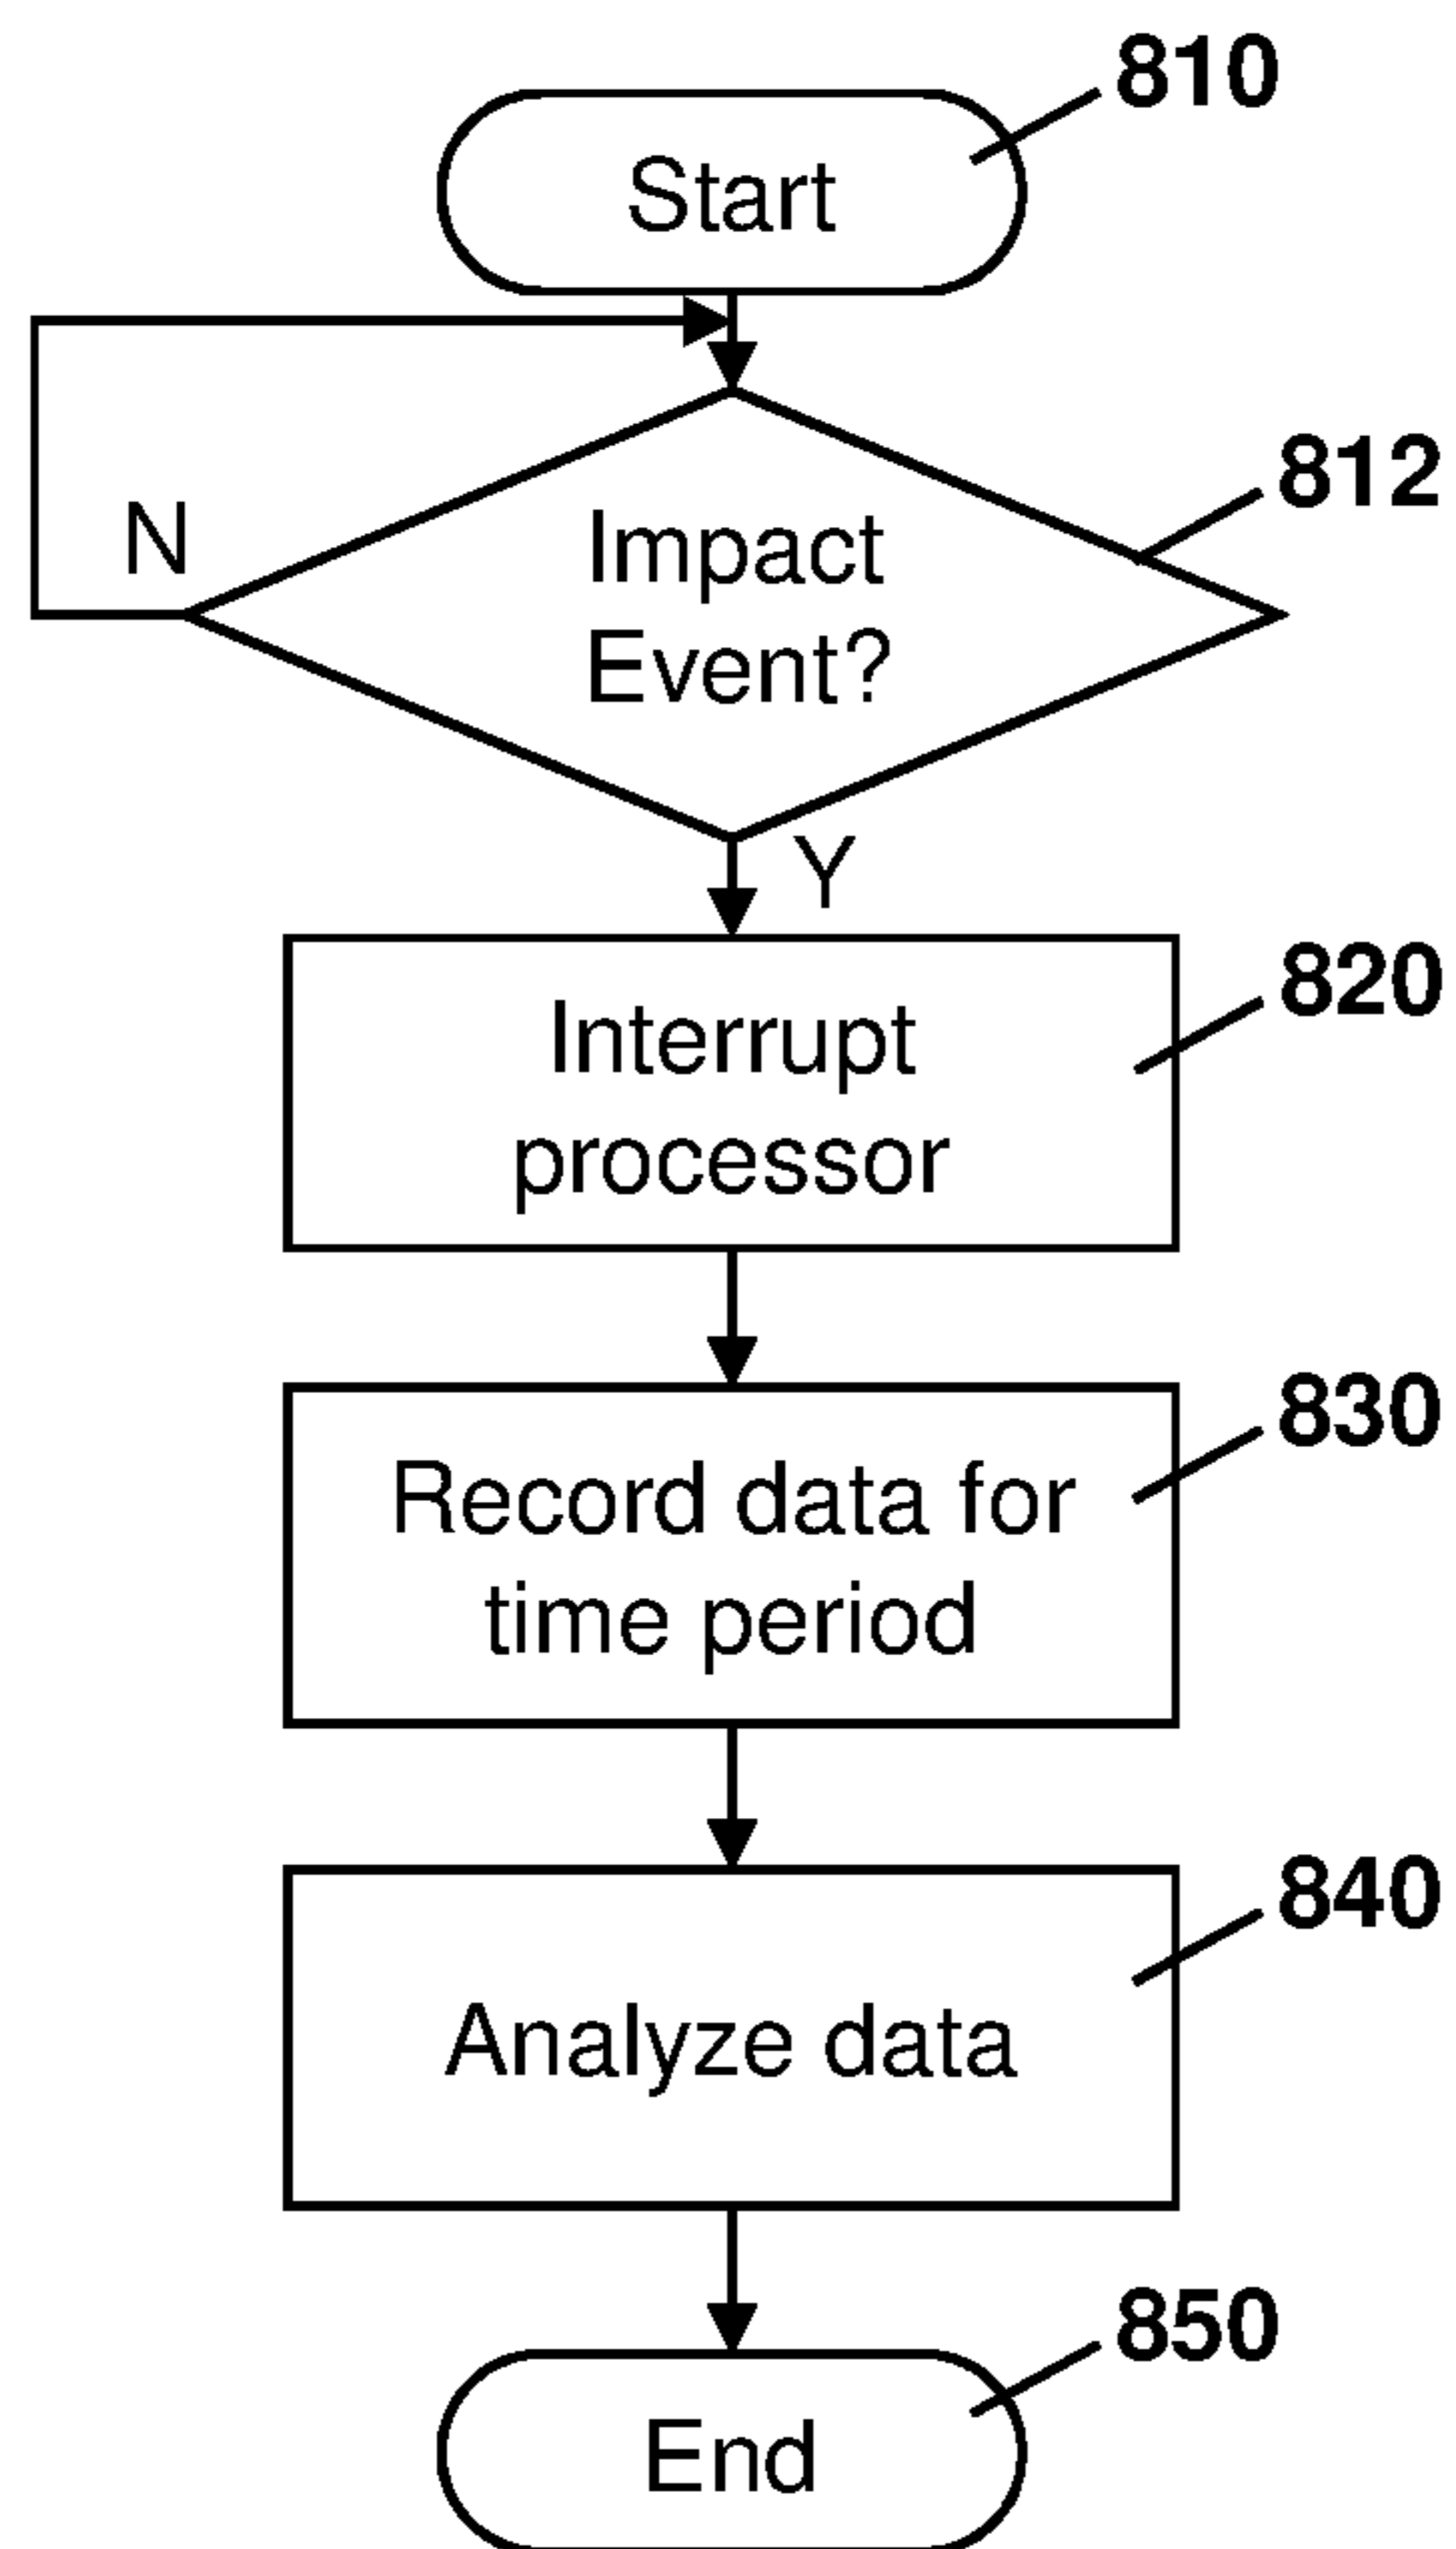 810
Start
812
N
Impact
Event?
Y
820
Interrupt
processor
830
Record data for
time period
840
Analyze data
850
End